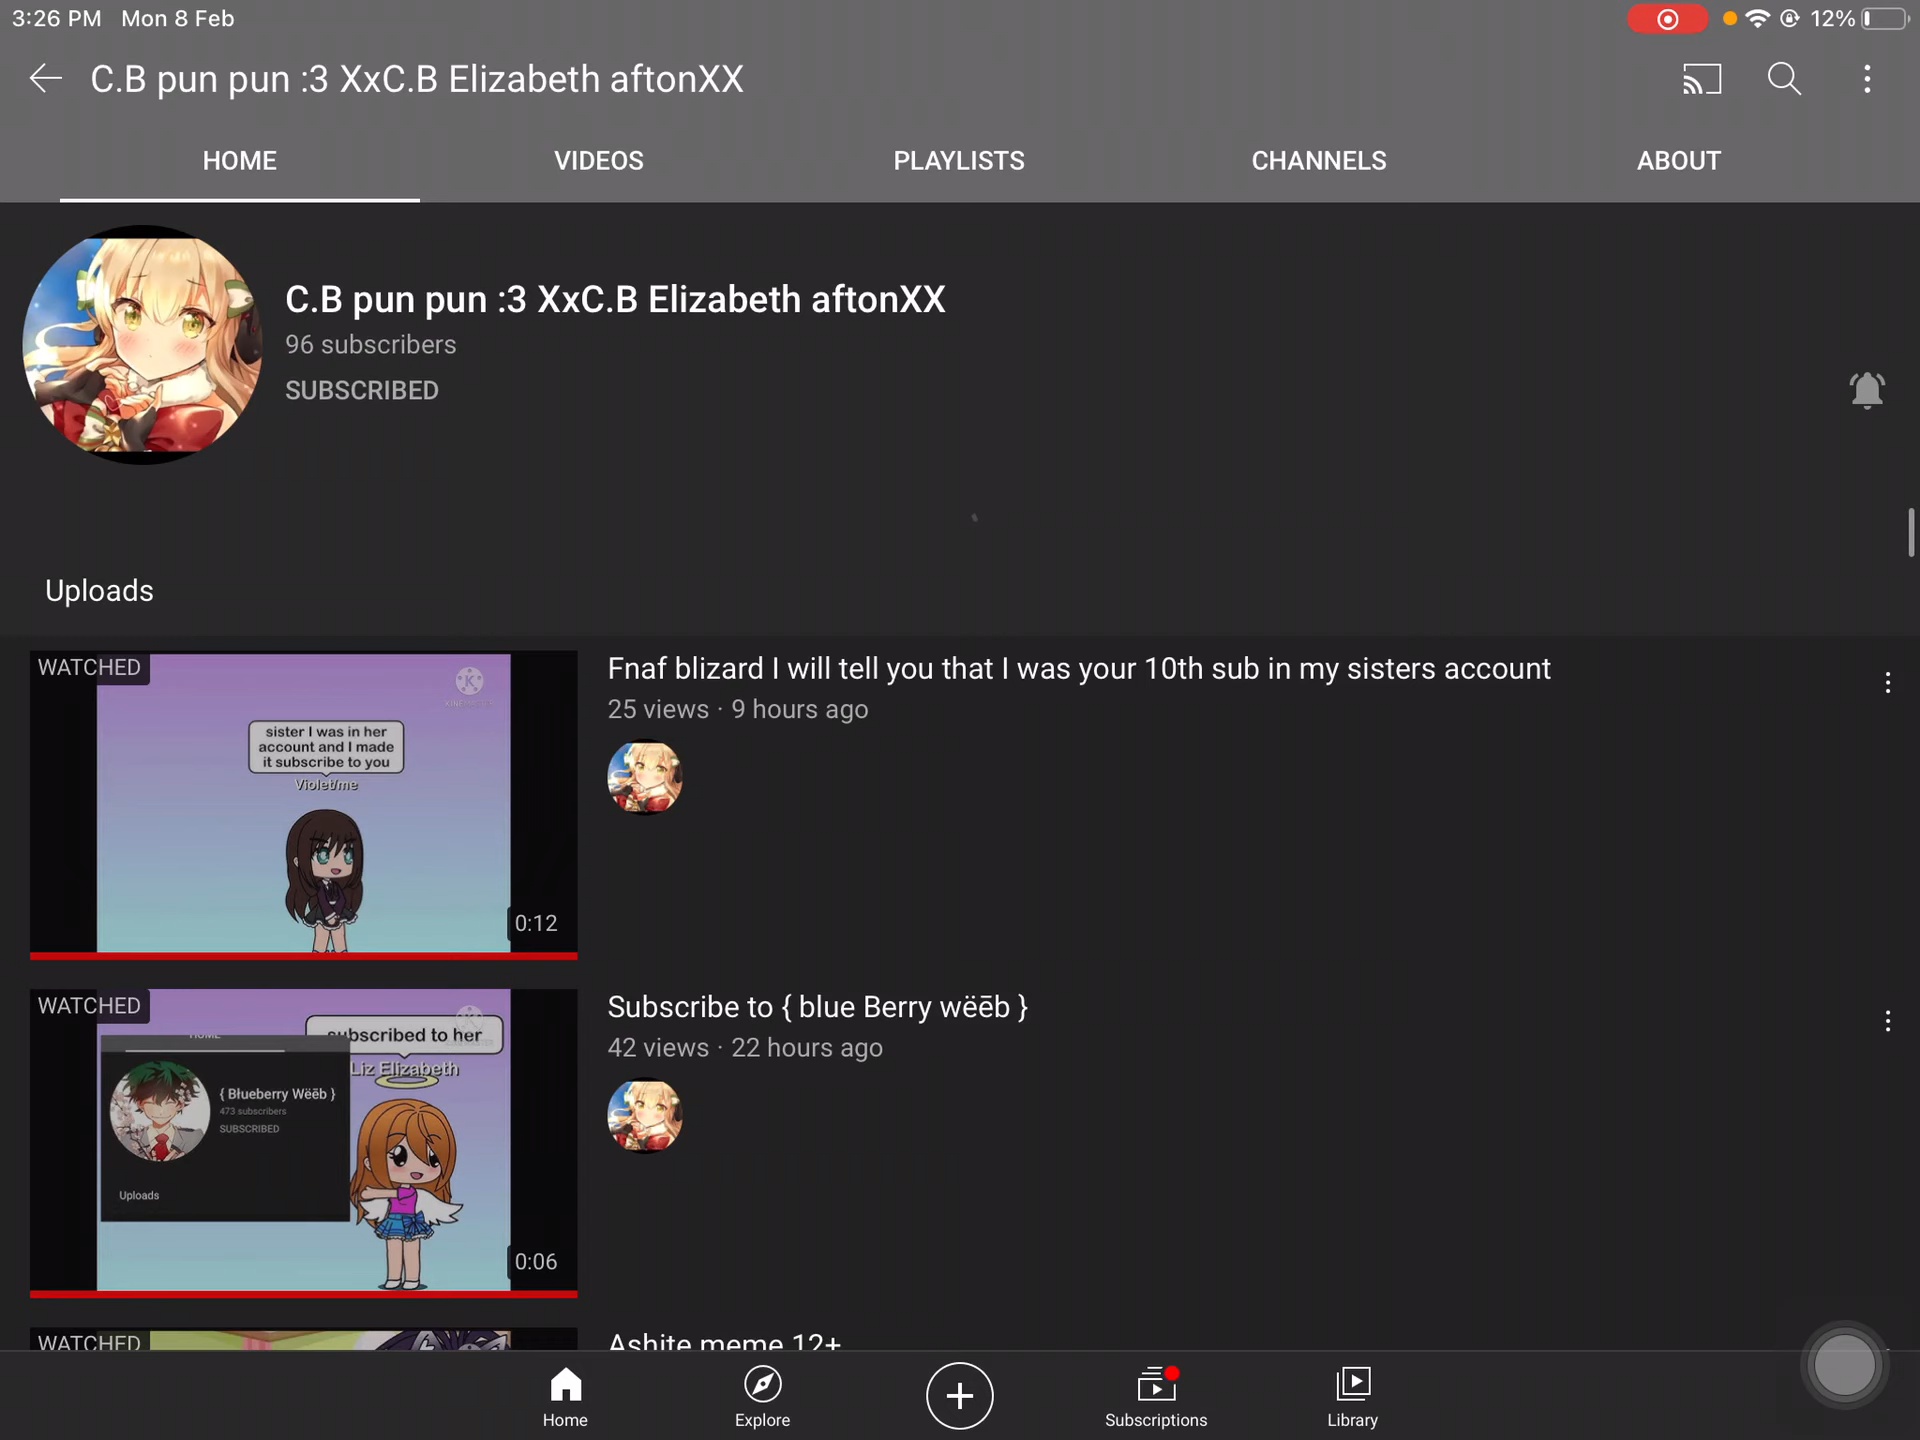 3:26 PM Mon 8 Feb
12%
C.B pun pun :3 XxC.B Elizabeth aftonXX
HOME VIDEOS PLAYLISTS CHANNELS ABOUT
C.B pun pun :3 XxC.B Elizabeth aftonXX
96 subscribers
SUBSCRIBED
Uploads
WATCHED
sister I was in her
account and I made
it subscribe to you
Violet/me
0:12
Fnaf blizard I will tell you that I was your 10th sub in my sisters account
25 views · 9 hours ago
WATCHED
HOME
subscribed to her
Liz Elizabeth
{ Błueberry Wëēb }
473 subscribers
SUBSCRIBED
Uploads
0:06
Subscribe to { blue Berry wëēb }
42 views · 22 hours ago
WATCHED
Ashite meme 12+
Home Explore Subscriptions Library